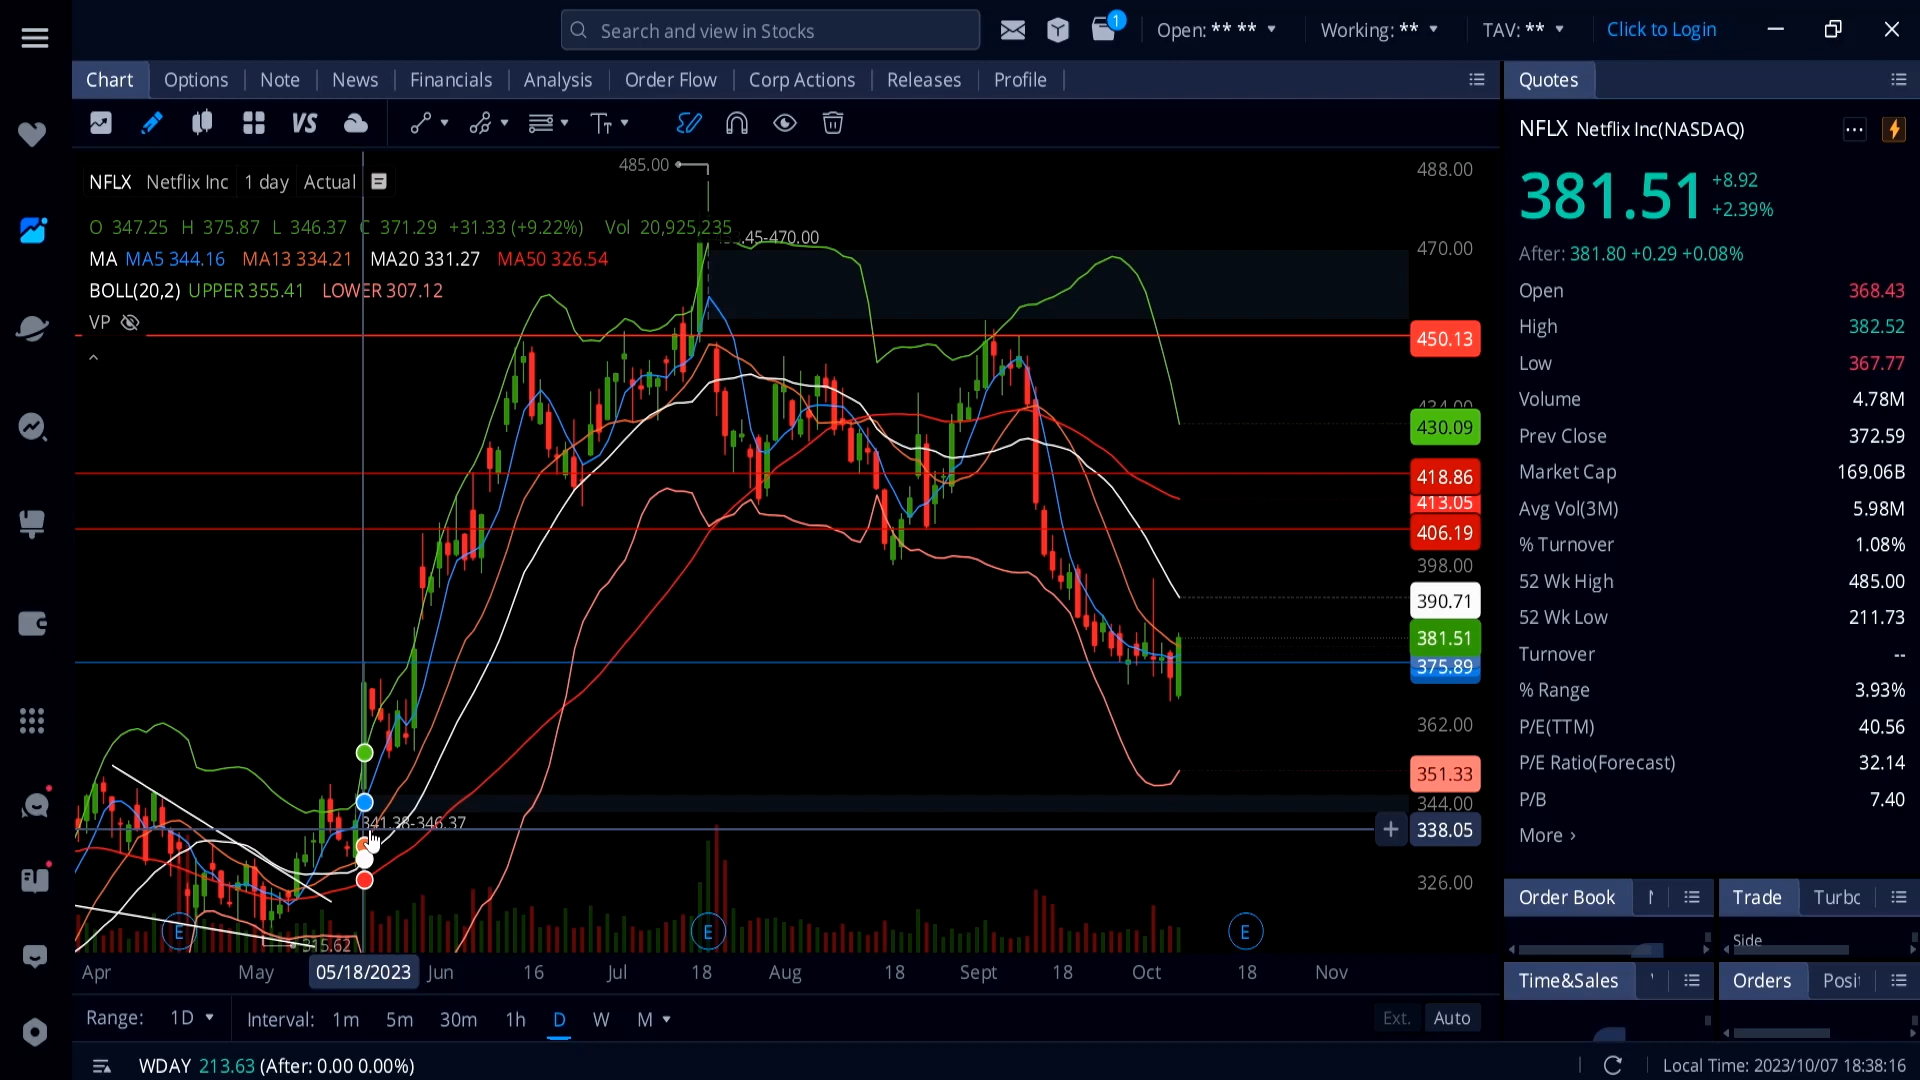 Search and view in Stocks
1
Open: ** **
Working: **
TAV: **
Click to Login
Chart Options Note News Financials Analysis Order Flow Corp Actions Releases Profile
Quotes
VS
Tт
NFLX Netflix Inc(NASDAQ)
381.51
+8.92
+2.39%
After: 381.80 +0.29 +0.08%
Open 368.43
High 382.52
Low 367.77
Volume 4.78M
Prev Close 372.59
Market Cap 169.06B
Avg Vol(3M) 5.98M
% Turnover 1.08%
52 Wk High 485.00
52 Wk Low 211.73
Turnover --
% Range 3.93%
P/E(TTM) 40.56
P/E Ratio(Forecast) 32.14
P/B 7.40
More ›
NFLX Netflix Inc 1 day Actual
O 347.25 H 375.87 L 346.37 C 371.29 +31.33 (+9.22%) Vol 20,925,235
MA MA5 344.16 MA13 334.21 MA20 331.27 MA50 326.54
BOLL(20,2) UPPER 355.41 LOWER 307.12
VP
485.00
.45-470.00
341.38-346.37
315.62
488.00
470.00
450.13
430.09
418.86
413.05
406.19
398.00
390.71
381.51
375.89
362.00
351.33
344.00
338.05
326.00
E E E
Apr May 05/18/2023 Jun 16 Jul 18 Aug 18 Sept 18 Oct 18 Nov
Range: 1D Interval: 1m 5m 30m 1h D W M
Ext. Auto
Order Book
Trade Turbo
Side
Time&Sales
Orders Posit
WDAY 213.63 (After: 0.00 0.00%)
Local Time: 2023/10/07 18:38:16